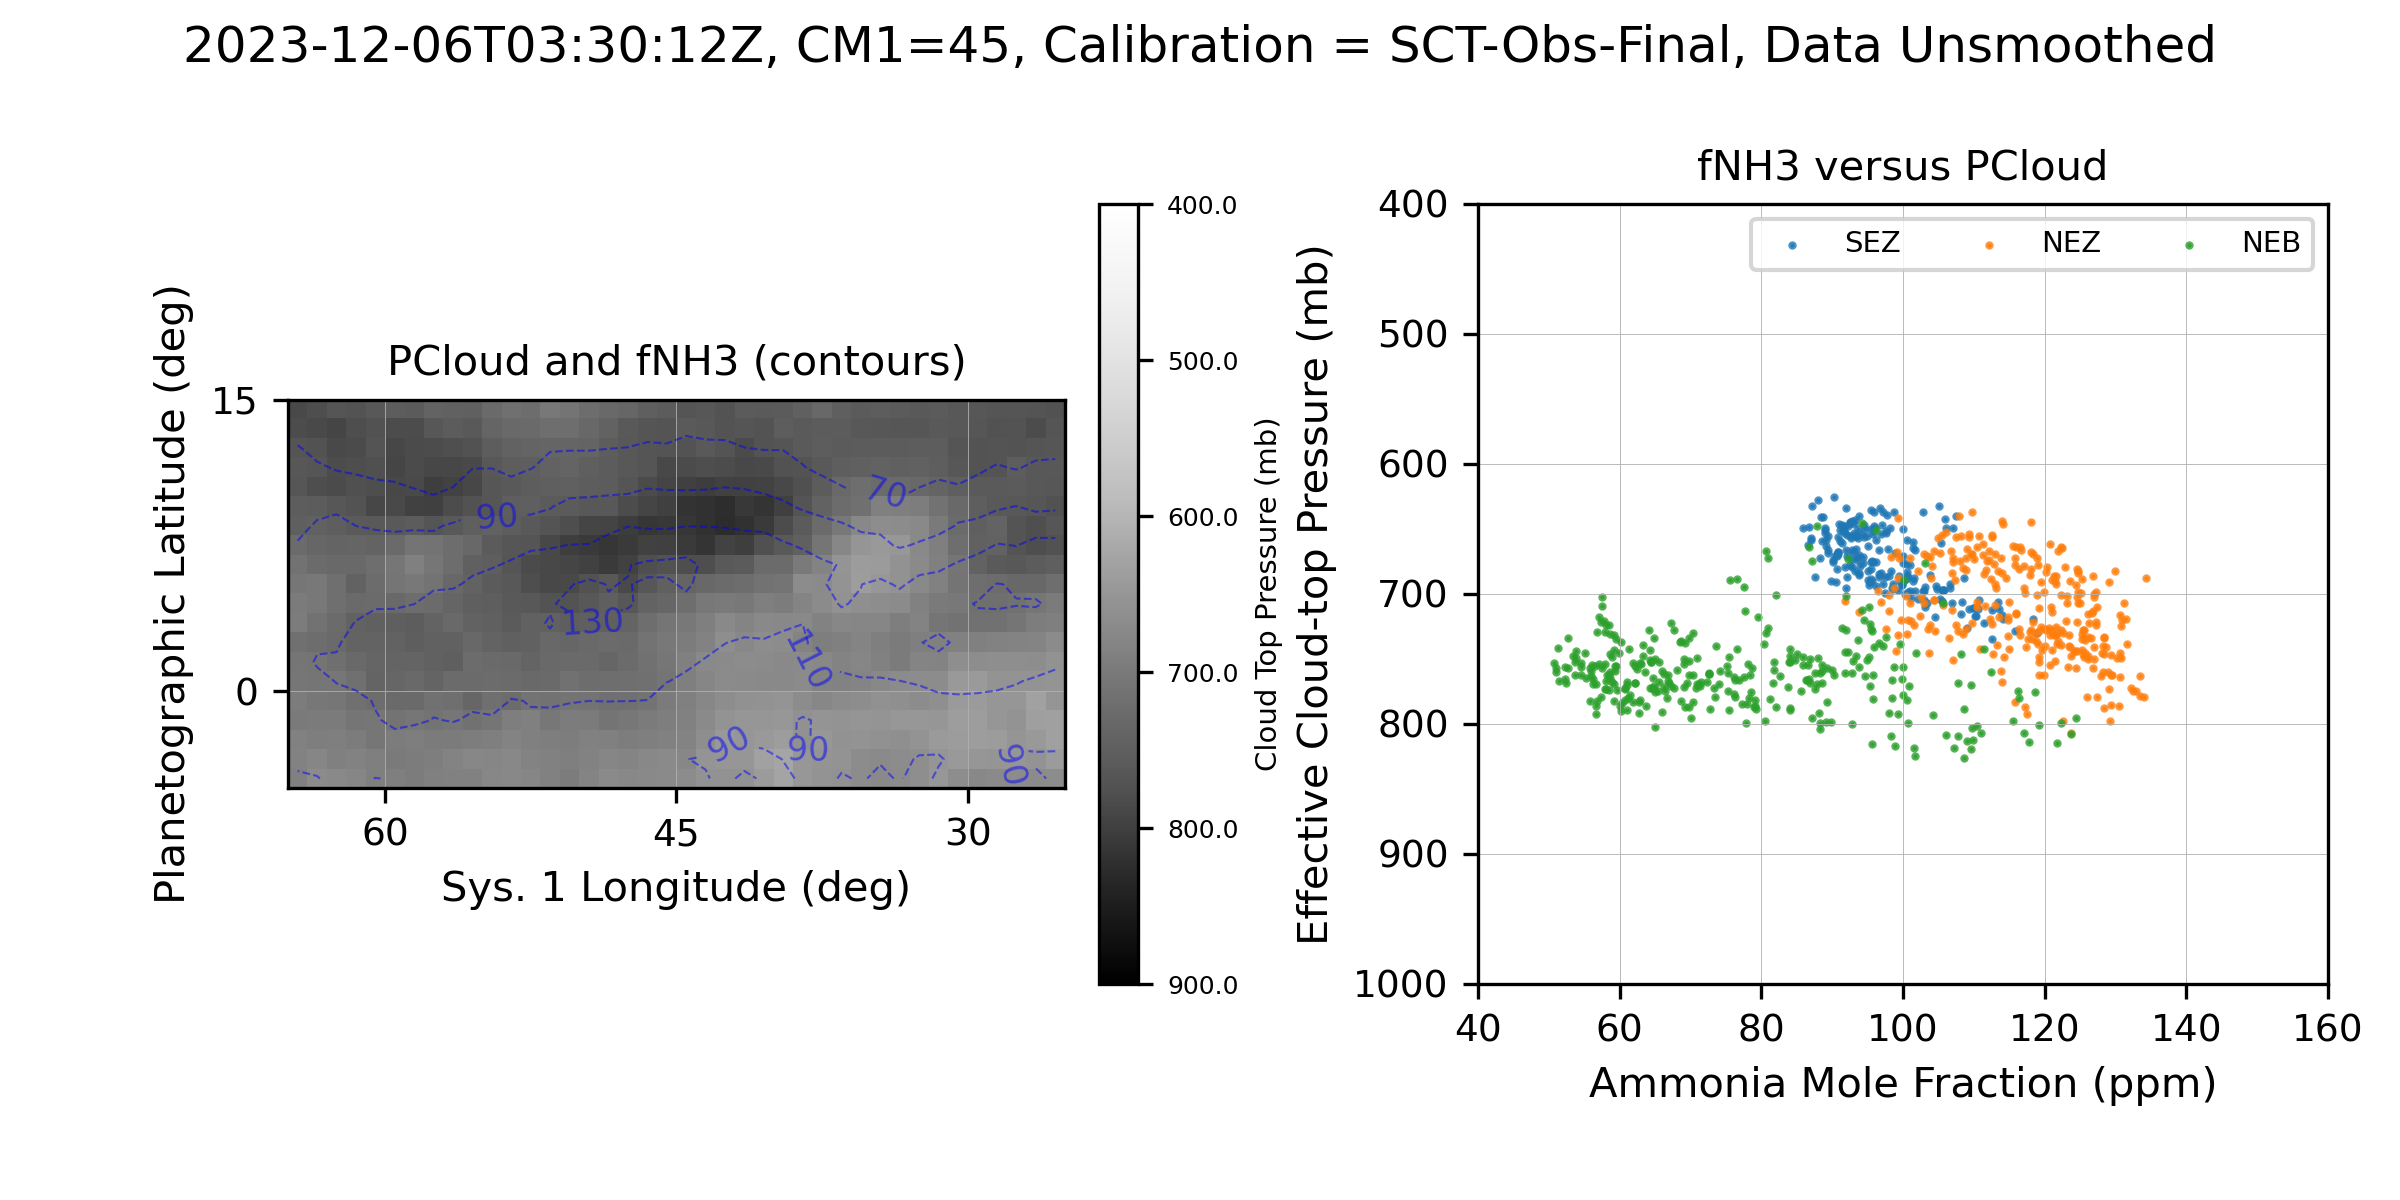 2023-12-06T03:30:12Z, CM1=45, Calibration = SCT-Obs-Final, Data Unsmoothed
PCloud and fNH3 (contours)
Planetographic Latitude (deg)
15
0
60
45
30
Sys. 1 Longitude (deg)
90
70
130
110
90
90
90
400.0
500.0
600.0
700.0
800.0
900.0
Cloud Top Pressure (mb)
fNH3 versus PCloud
SEZ
NEZ
NEB
Effective Cloud-top Pressure (mb)
400
500
600
700
800
900
1000
40
60
80
100
120
140
160
Ammonia Mole Fraction (ppm)